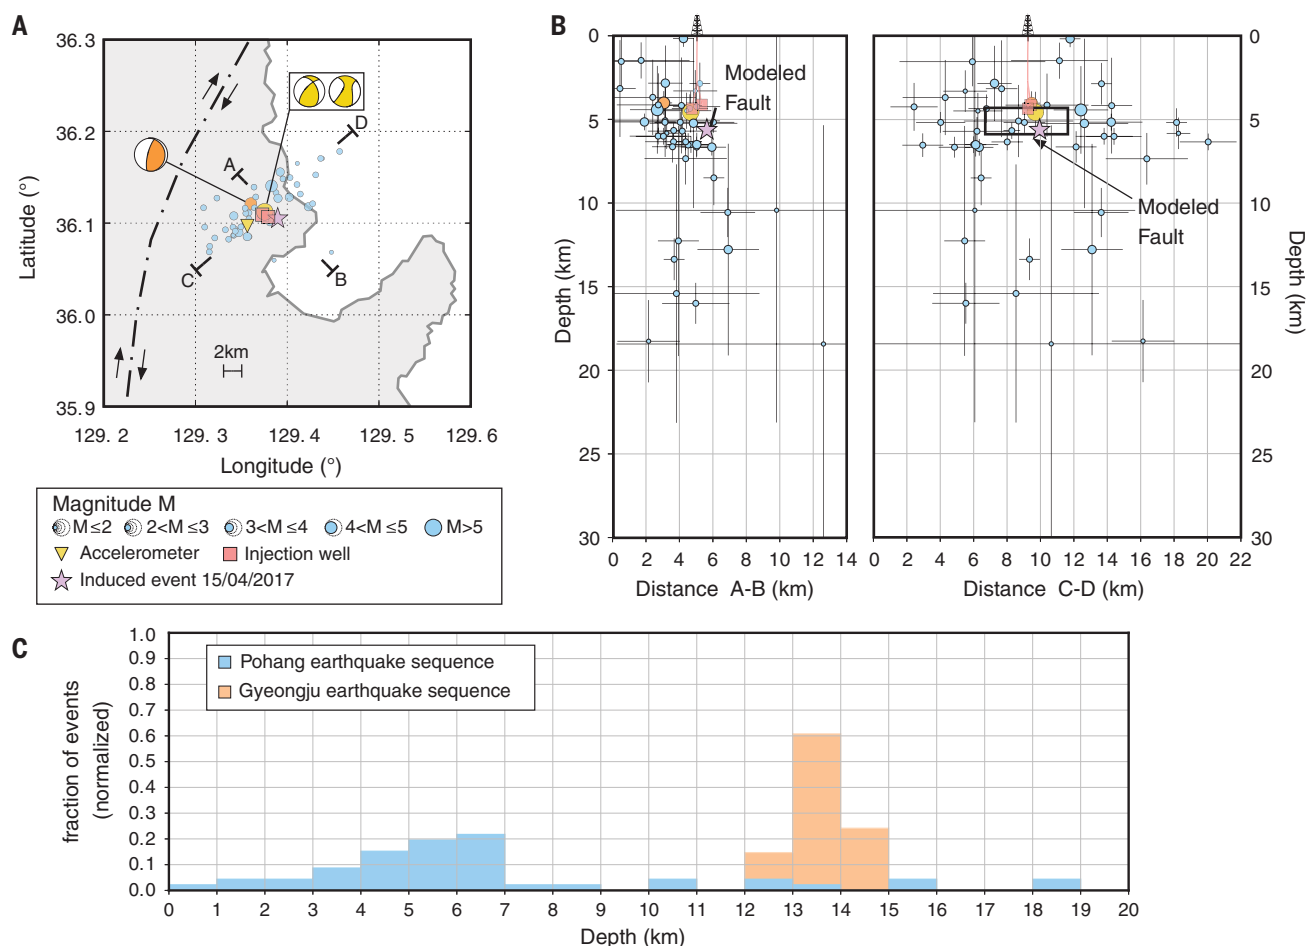 A
36.3
36.2
36.1
36.0
35.9
129. 2
129. 3
129. 4
129. 5
129. 6
Latitude (°)
Longitude (°)
A
D
C
B
2km
Magnitude M
M≤2
2<M ≤3
3<M ≤4
4<M ≤5
M>5
Accelerometer
Injection well
Induced event 15/04/2017
B
0
5
10
15
20
25
30
Depth (km)
Modeled
Fault
0 2 4 6 8 10 12 14
Distance A-B (km)
Modeled
Fault
0 2 4 6 8 10 12 14 16 18 20 22
Distance C-D (km)
0
5
10
15
20
25
30
Depth (km)
C
1.0
0.9
0.8
0.7
0.6
0.5
0.4
0.3
0.2
0.1
0.0
fraction of events
(normalized)
Pohang earthquake sequence
Gyeongju earthquake sequence
0 1 2 3 4 5 6 7 8 9 10 11 12 13 14 15 16 17 18 19 20
Depth (km)